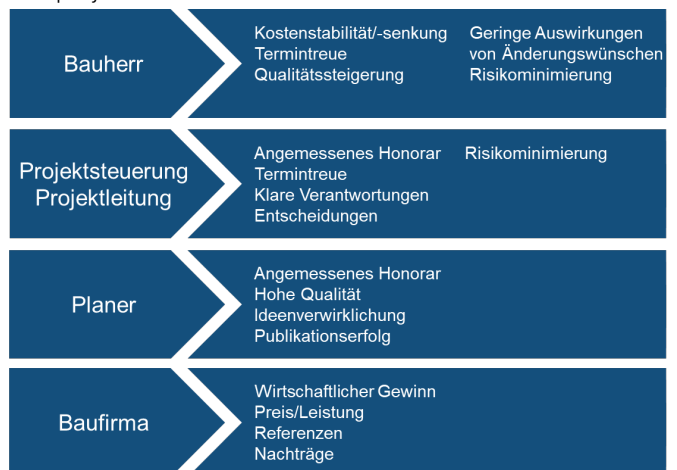 Bauherr
Kostenstabilität/-senkung
Termintreue
Qualitätssteigerung
Geringe Auswirkungen
von Änderungswünschen
Risikominimierung
Projektsteuerung
Projektleitung
Angemessenes Honorar
Termintreue
Klare Verantwortungen
Entscheidungen
Risikominimierung
Planer
Angemessenes Honorar
Hohe Qualität
Ideenverwirklichung
Publikationserfolg
Baufirma
Wirtschaftlicher Gewinn
Preis/Leistung
Referenzen
Nachträge